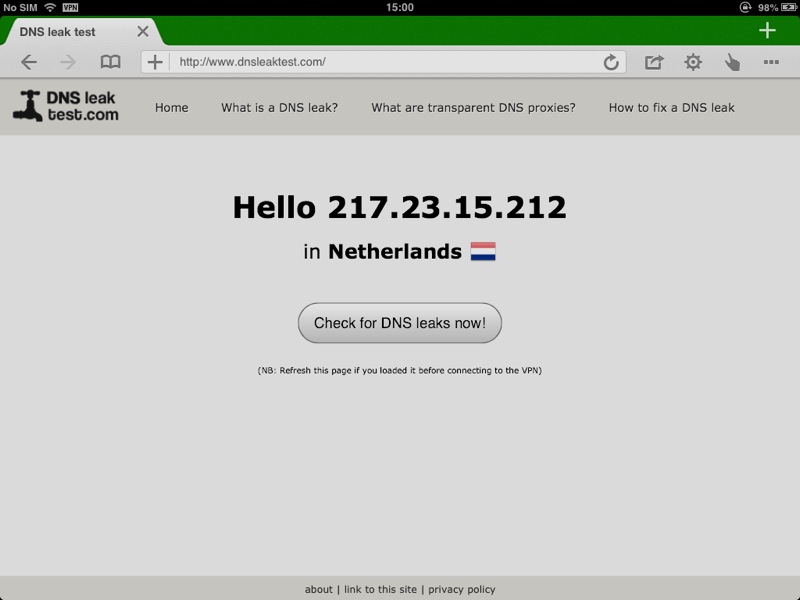 No SIM VPN 15:00 98%
DNS leak test
http://www.dnsleaktest.com/
DNS leak
test.com
Home What is a DNS leak? What are transparent DNS proxies? How to fix a DNS leak
Hello 217.23.15.212
in Netherlands
Check for DNS leaks now!
(NB: Refresh this page if you loaded it before connecting to the VPN)
about | link to this site | privacy policy